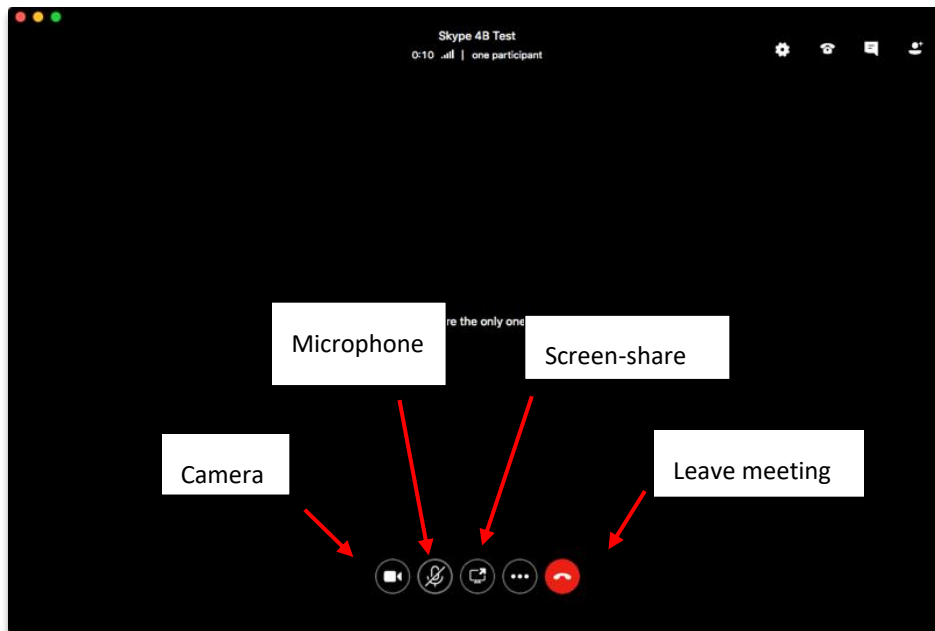 Skype 4B Test
0:10 | one participant
re the only one
Microphone
Screen-share
Camera
Leave meeting